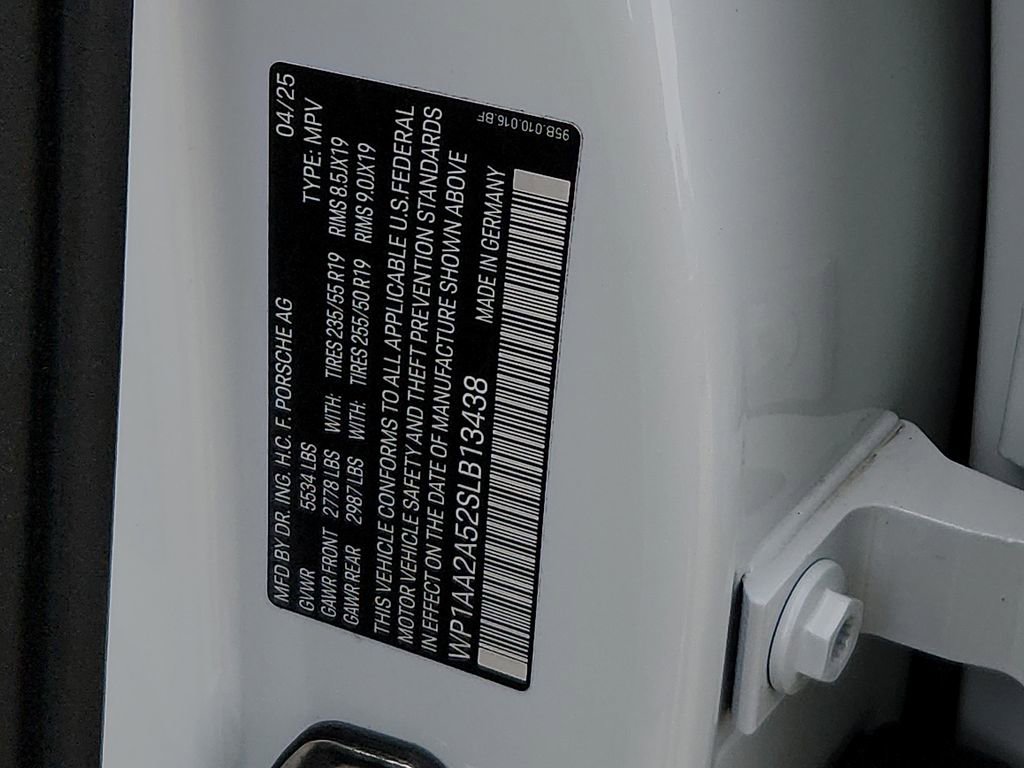 MFD BY DR. ING. H.C. F. PORSCHE AG 04/25
GVWR 5534 LBS TYPE: MPV
GAWR FRONT 2778 LBS WITH: TIRES 235/55 R19 RIMS 8.5JX19
GAWR REAR 2987 LBS WITH: TIRES 255/50 R19 RIMS 9.0JX19
THIS VEHICLE CONFORMS TO ALL APPLICABLE U.S. FEDERAL
MOTOR VEHICLE SAFETY AND THEFT PREVENTION STANDARDS
IN EFFECT ON THE DATE OF MANUFACTURE SHOWN ABOVE
WP1AA2A52SLB13438 MADE IN GERMANY
95B.010.016.BF